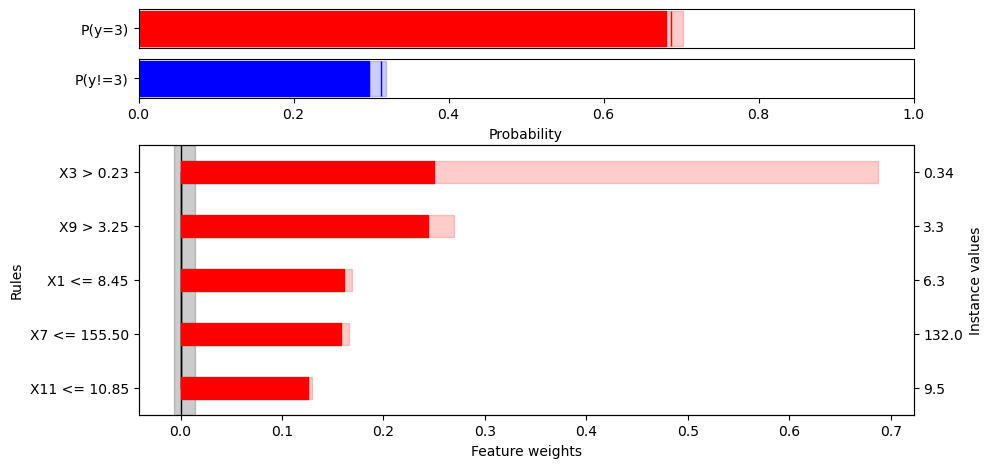 P(y=3)
P(y!=3)
0.0 0.2 0.4 0.6 0.8 1.0
Probability
X3 > 0.23 0.34
X9 > 3.25 3.3
X1 <= 8.45 6.3
X7 <= 155.50 132.0
X11 <= 10.85 9.5
Rules
Instance values
0.0 0.1 0.2 0.3 0.4 0.5 0.6 0.7
Feature weights